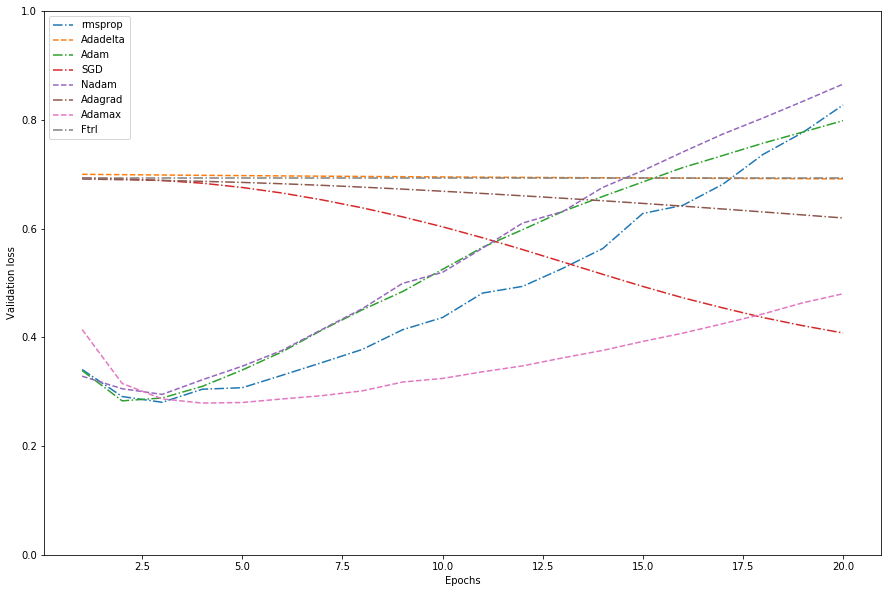 1.0
0.8
0.6
0.4
0.2
0.0
Validation loss
rmsprop
Adadelta
Adam
SGD
Nadam
Adagrad
Adamax
Ftrl
2.5 5.0 7.5 10.0 12.5 15.0 17.5 20.0
Epochs